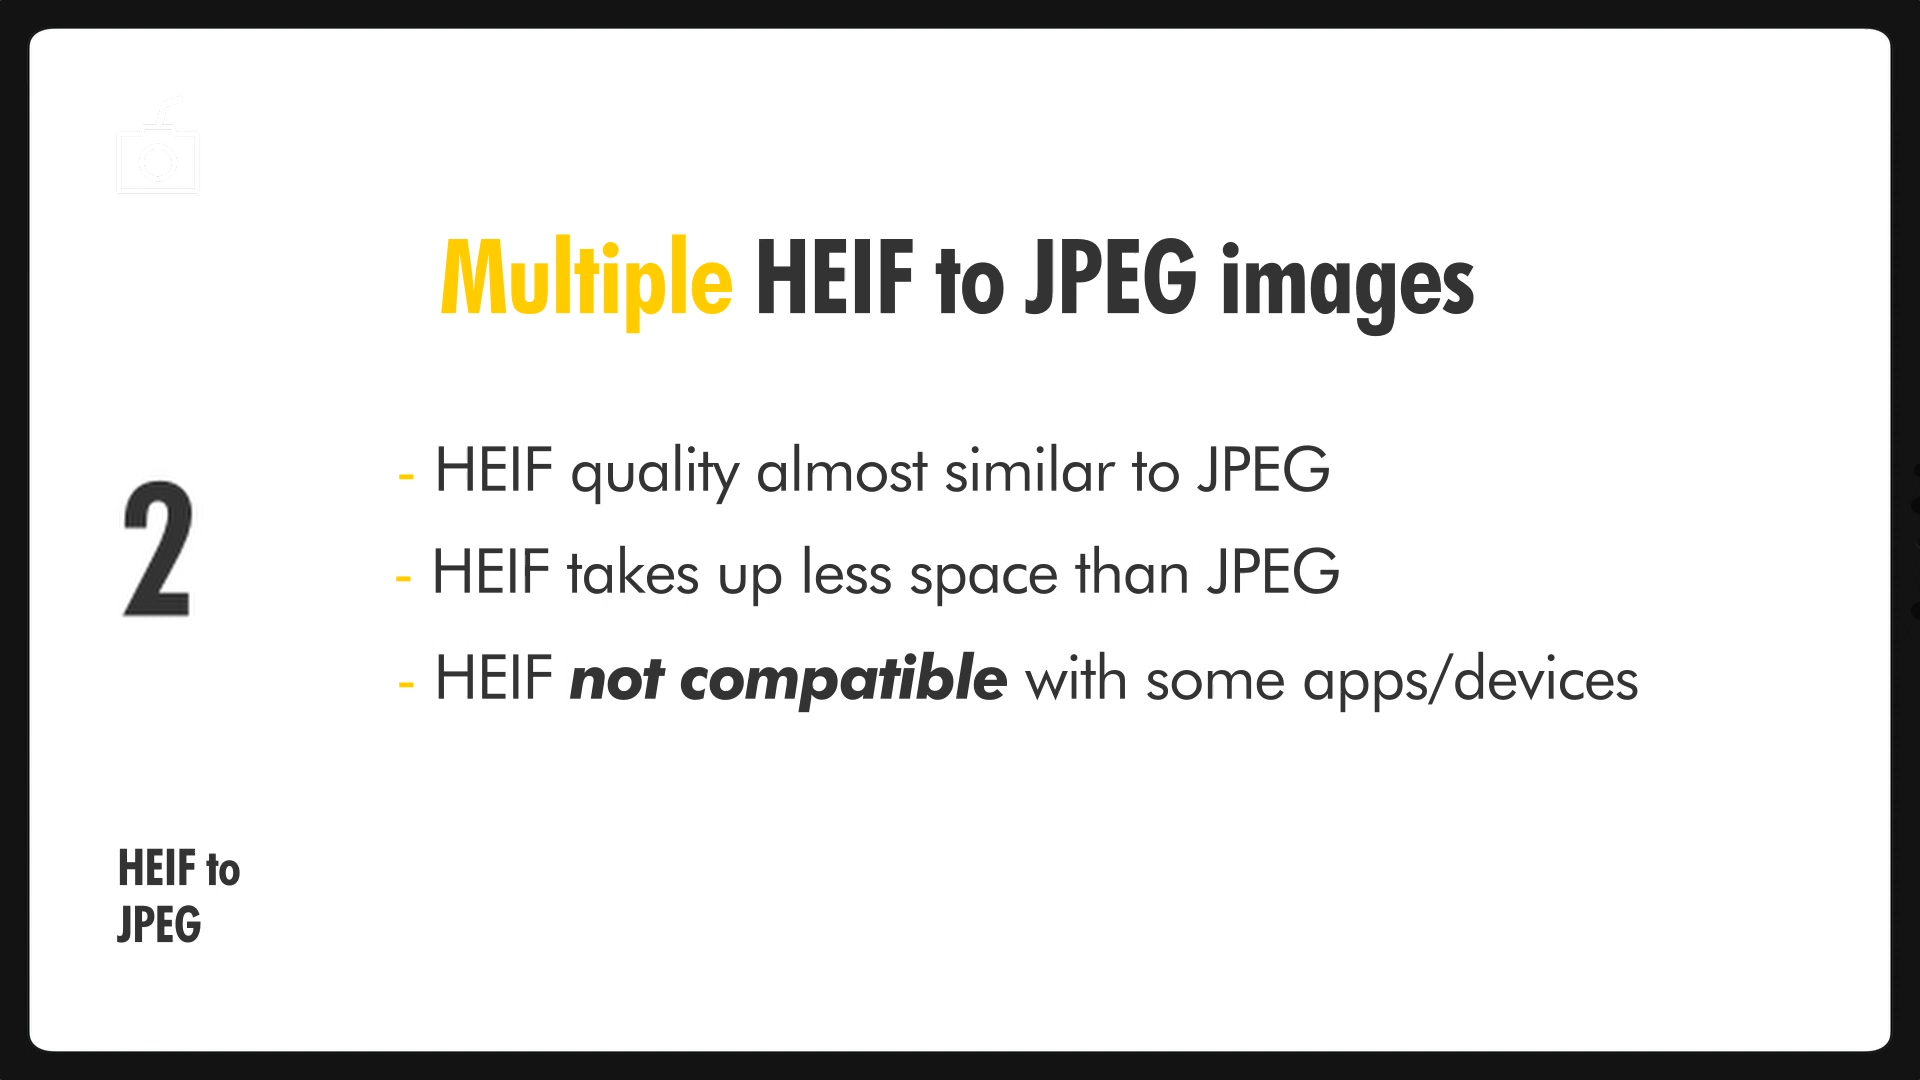 Multiple HEIF to JPEG images
- HEIF quality almost similar to JPEG
- HEIF takes up less space than JPEG
- HEIF not compatible with some apps/devices
2
HEIF to
JPEG